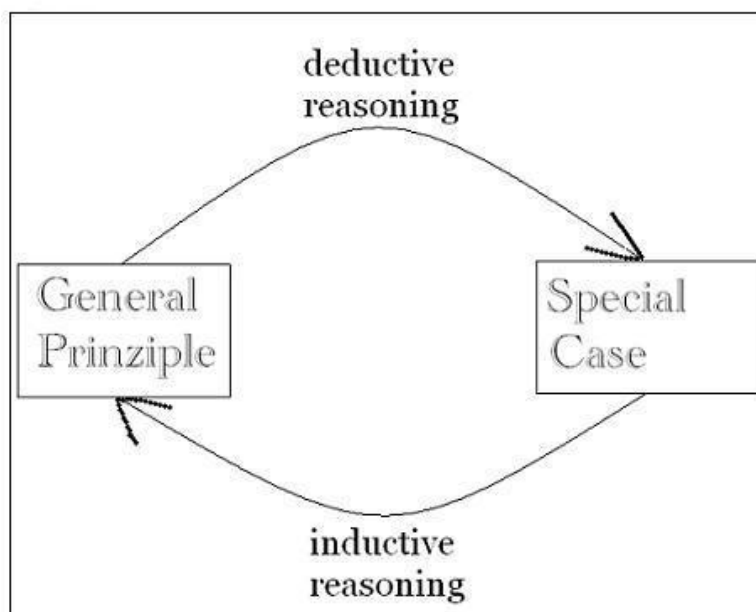 deductive
reasoning
General
Prinziple
Special
Case
inductive
reasoning